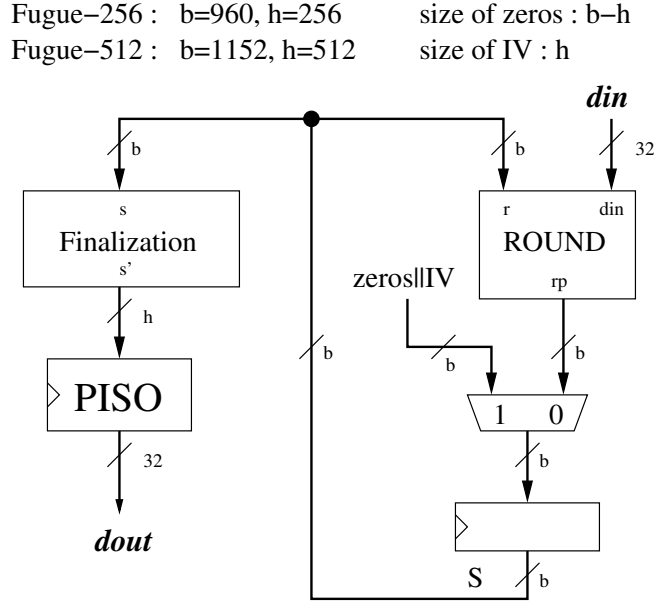 Fugue−256 : b=960, h=256 size of zeros : b−h
Fugue−512 : b=1152, h=512 size of IV : h
din
b
b
32
s
r
din
Finalization
ROUND
s'
rp
zeros||IV
h
b
b
b
PISO
1 0
32
b
dout
S
b